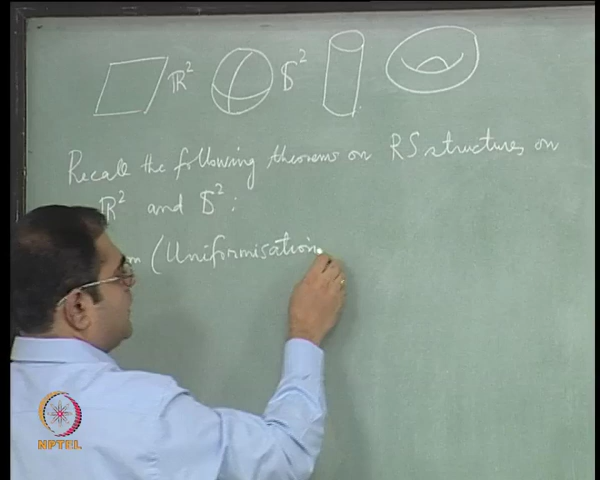 ℝ² 𝕊²
Recall the following theorems on RS structures on
ℝ² and 𝕊² :
m (Uniformisation
NPTEL